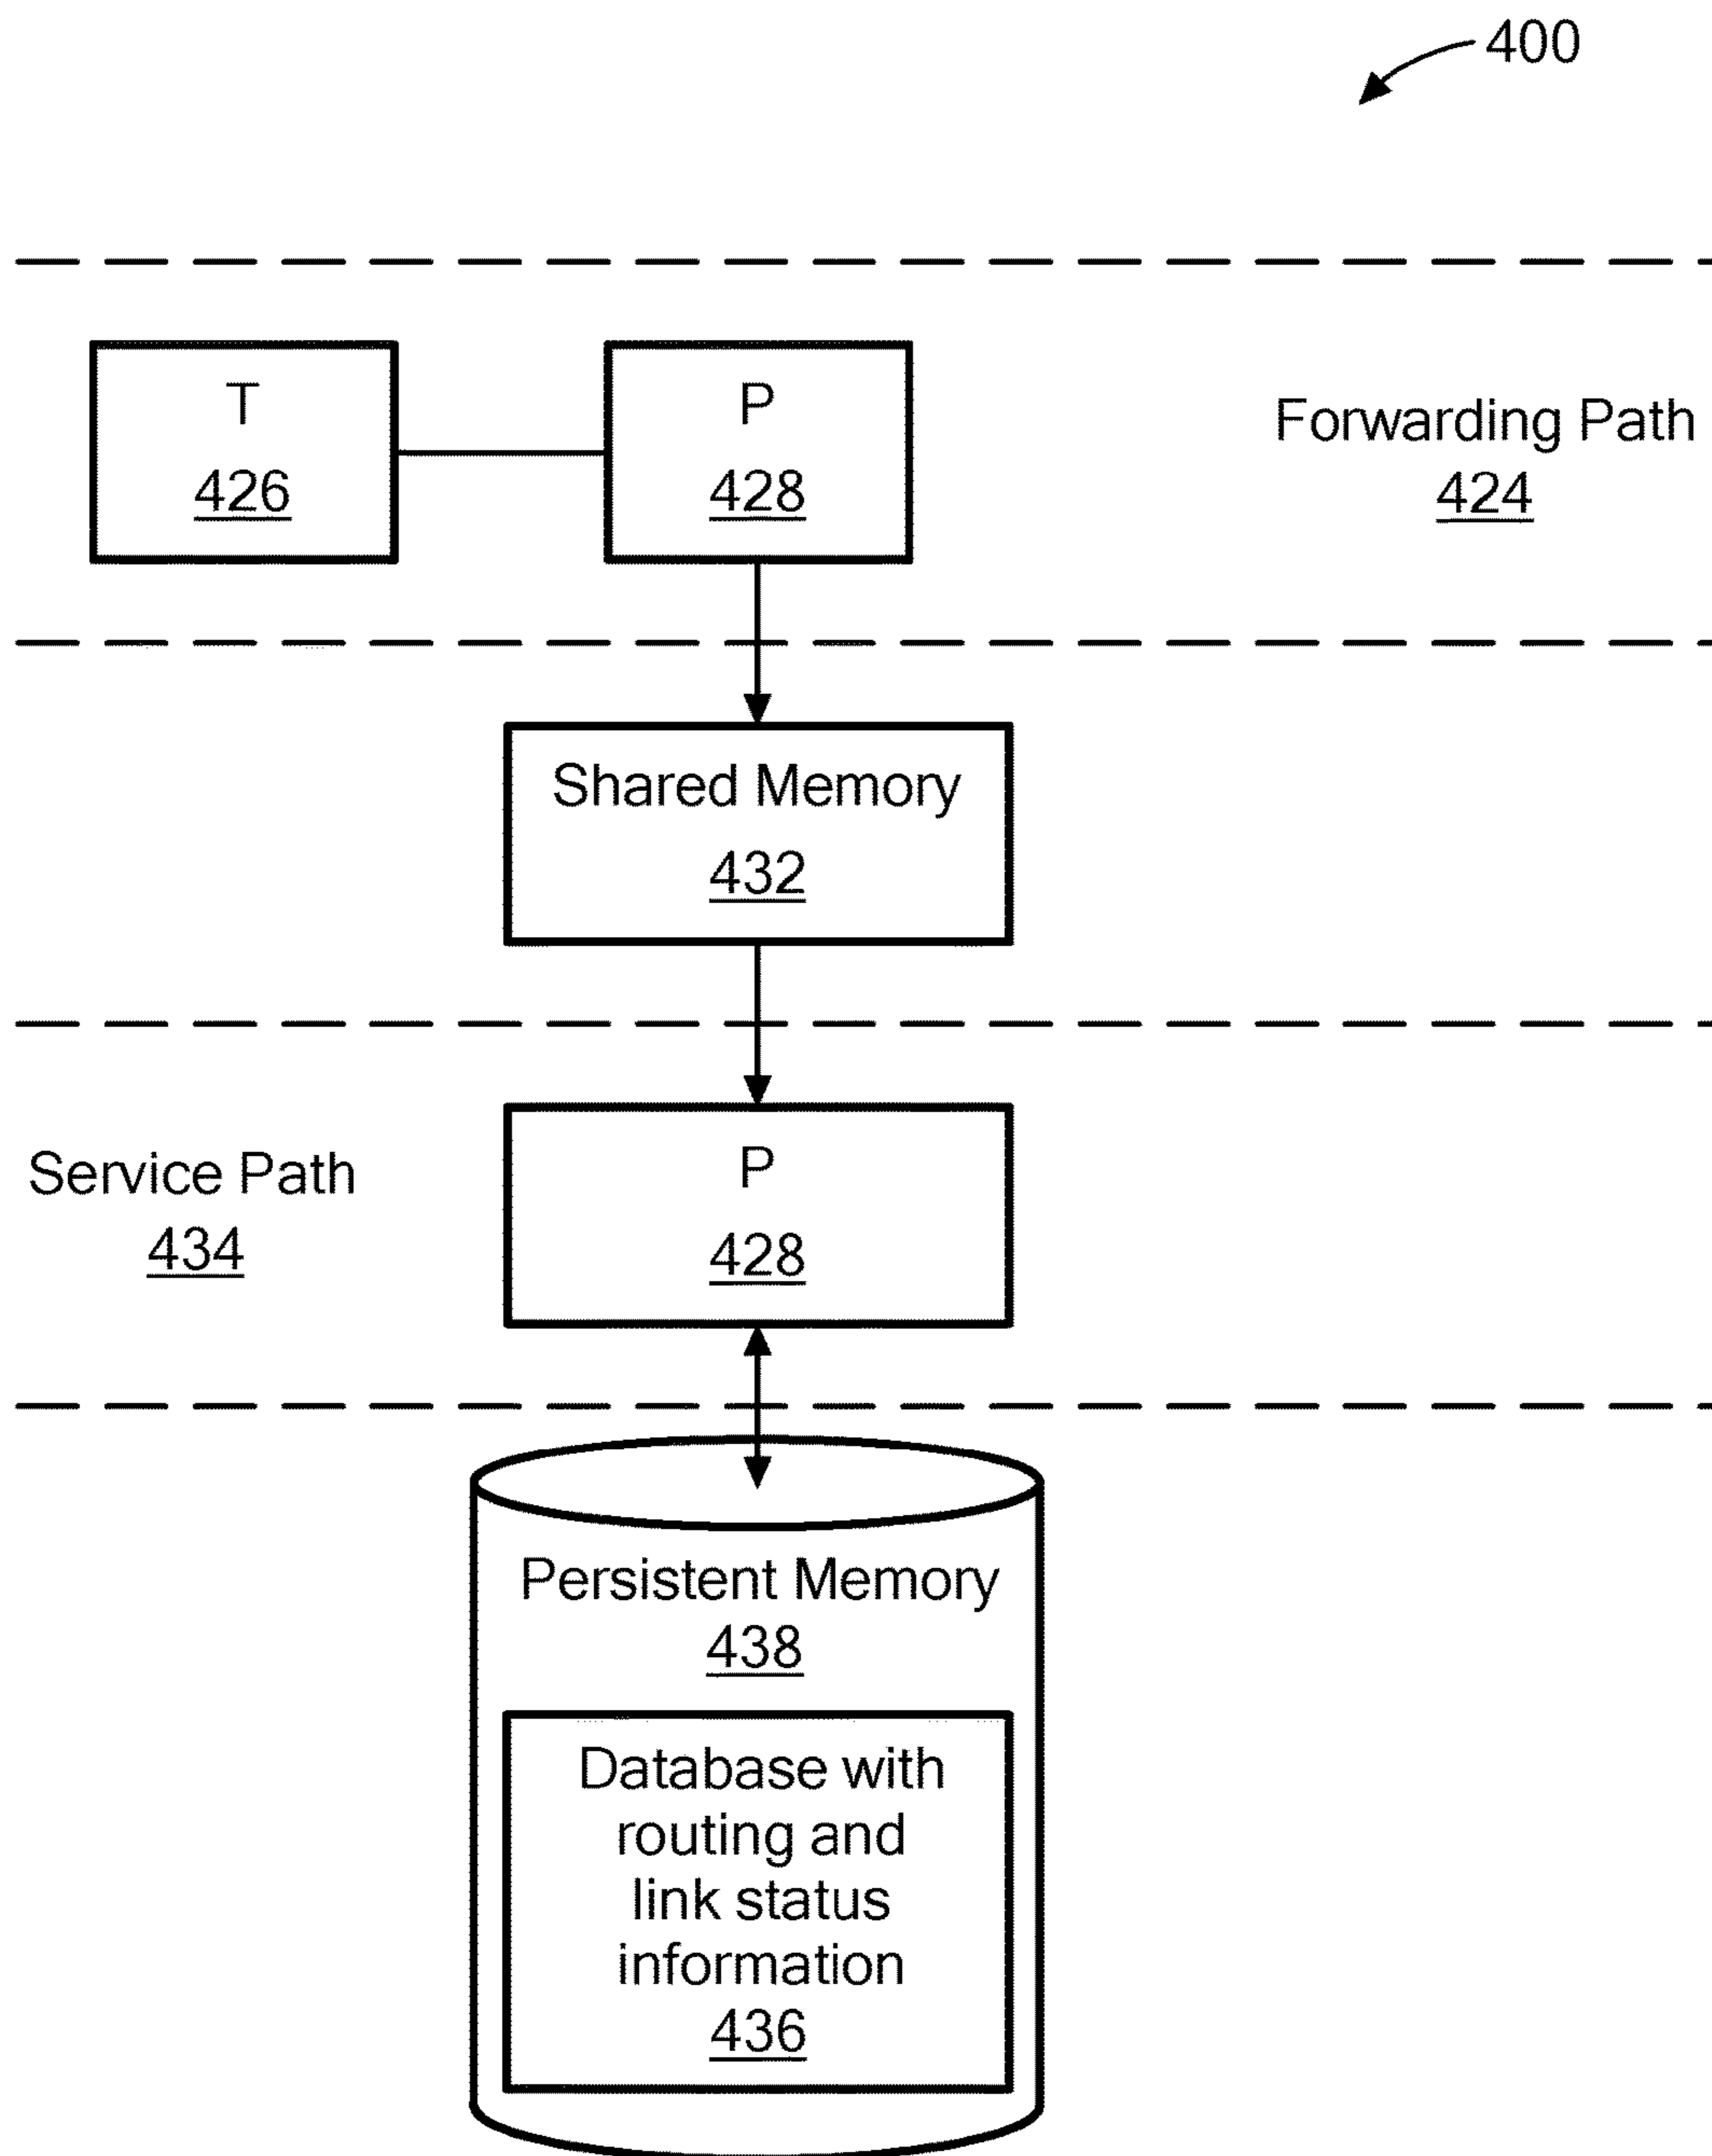 400
T
426
P
428
Forwarding Path
424
Shared Memory
432
Service Path
434
P
428
Persistent Memory
438
Database with
routing and
link status
information
436